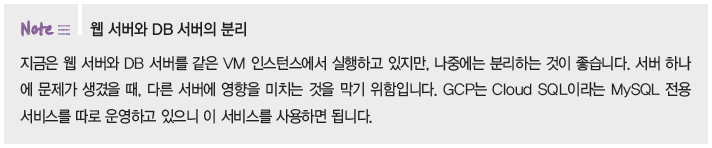 Note 웹 서버와 DB 서버의 분리
지금은 웹 서버와 DB 서버를 같은 VM 인스턴스에서 실행하고 있지만, 나중에는 분리하는 것이 좋습니다. 서버 하나
에 문제가 생겼을 때, 다른 서버에 영향을 미치는 것을 막기 위함입니다. GCP는 Cloud SQL이라는 MySQL 전용
서비스를 따로 운영하고 있으니 이 서비스를 사용하면 됩니다.